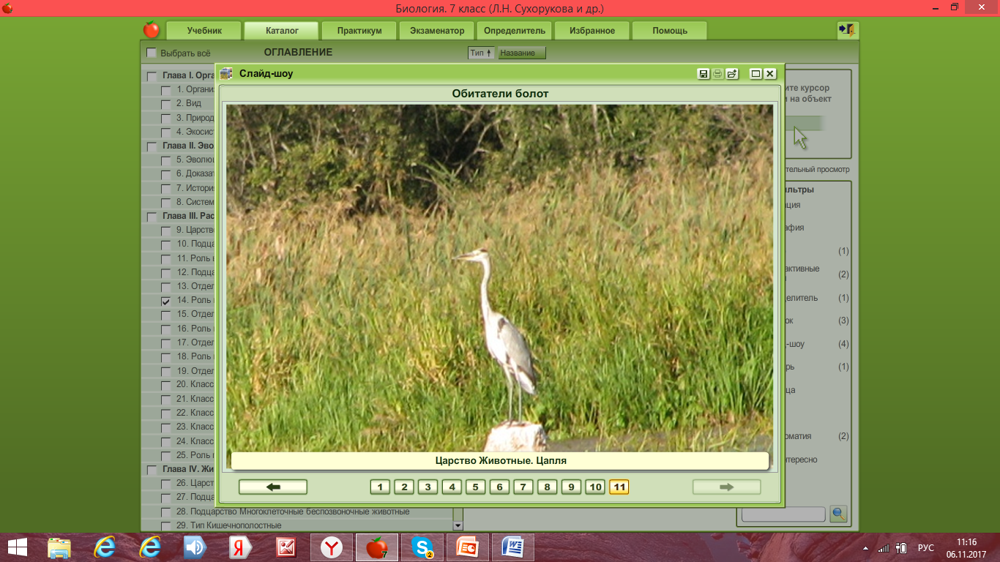 Биология. 7 класс (Л.Н. Сухорукова и др.)
Учебник
Каталог
Практикум
Экзаменатор
Определитель
Избранное
Помощь
Выбрать всё
ОГЛАВЛЕНИЕ
Тип
Название
Глава I. Орга
1. Органи
2. Вид
3. Природ
4. Экосис
Глава II. Эво
5. Эволю
6. Доказат
7. История
8. Систем
Глава III. Рас
9. Царство
10. Подца
11. Роль
12. Подца
13. Отдел
14. Роль
15. Отдел
16. Роль
17. Отдел
18. Роль
19. Отдел
20. Класс
21. Класс
22. Класс
23. Класс
24. Класс
25. Роль
Глава IV. Жи
26. Царст
27. Подца
28. Подцарство Многоклеточные беспозвоночные животные
29. Тип Кишечнополостные
Слайд-шоу
Обитатели болот
Царство Животные. Цапля
1 2 3 4 5 6 7 8 9 10 11
ите курсор
на объект
тельный просмотр
льтры
ция
афия
(1)
активные
(2)
елитель (1)
ок (3)
-шоу (4)
рь (1)
ца
оматия (2)
нтересно
7
2
РУС
11:16
06.11.2017